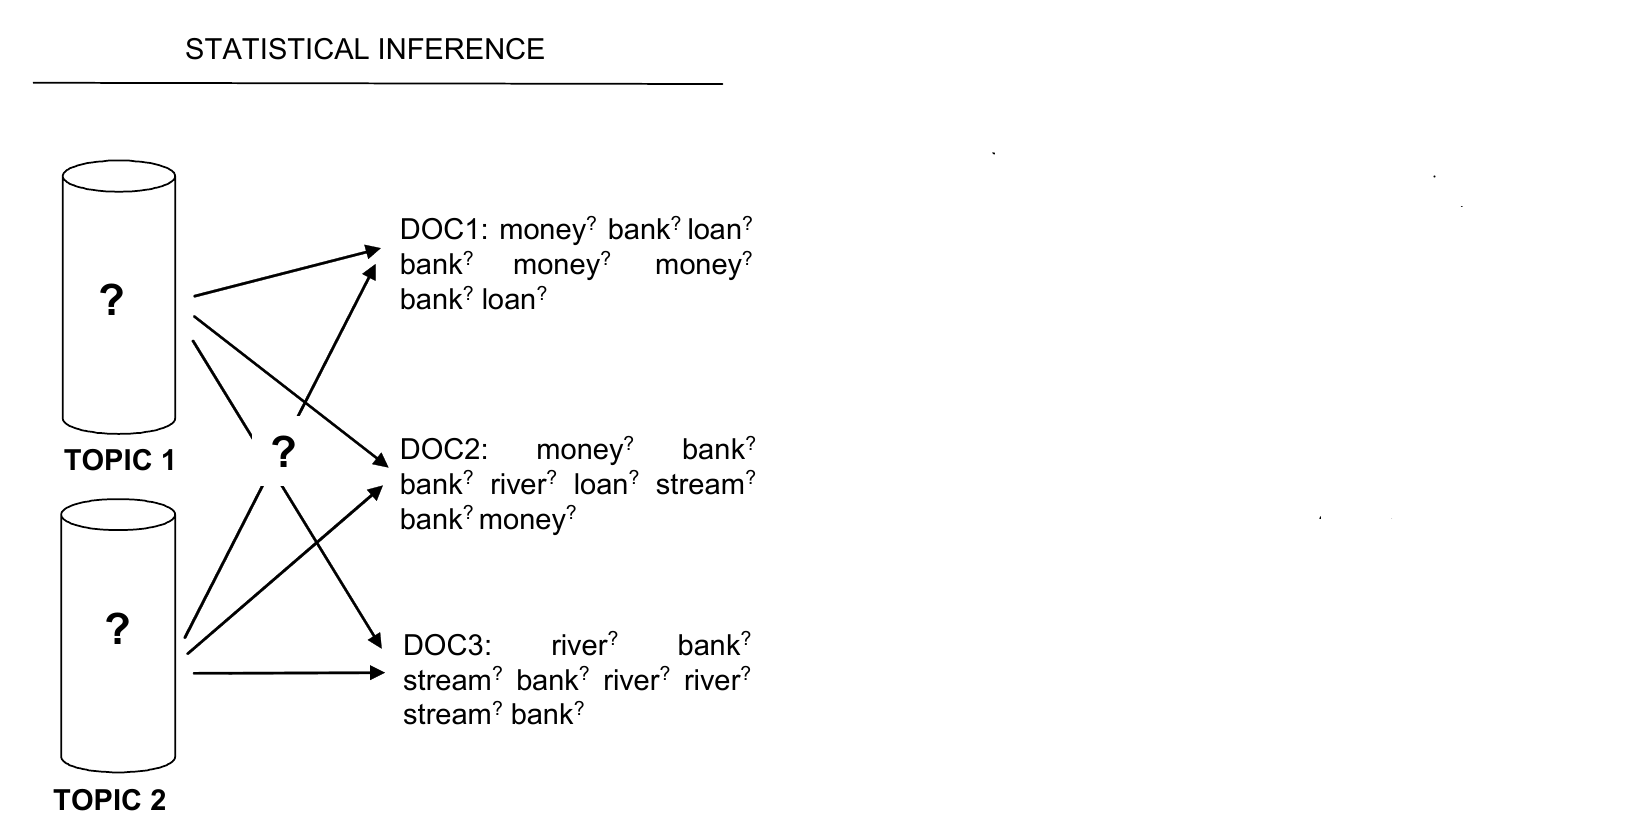 STATISTICAL INFERENCE
?
TOPIC 1
?
TOPIC 2
?
DOC1: money? bank? loan?
bank? money? money?
bank? loan?
DOC2: money? bank?
bank? river? loan? stream?
bank? money?
DOC3: river? bank?
stream? bank? river? river?
stream? bank?